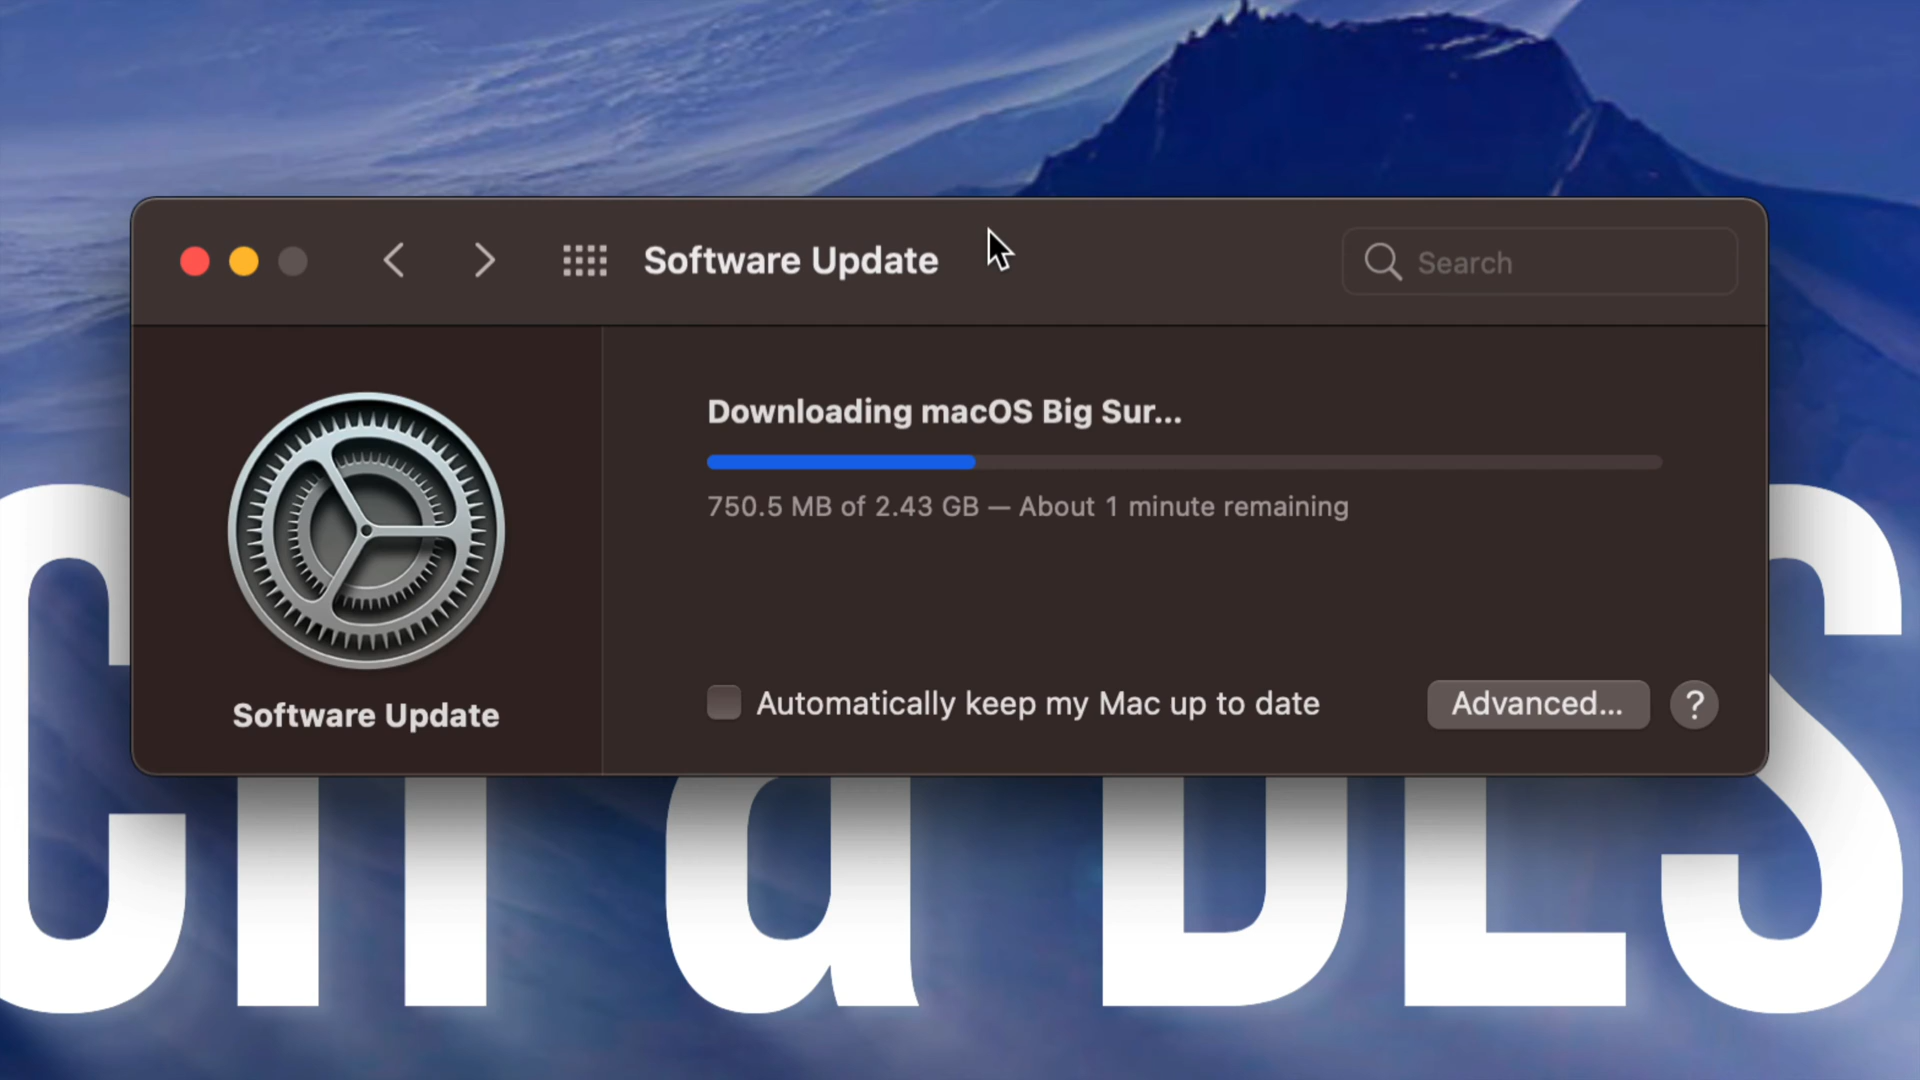 Software Update
Search
Downloading macOS Big Sur...
750.5 MB of 2.43 GB — About 1 minute remaining
Automatically keep my Mac up to date
Advanced...
?
Software Update